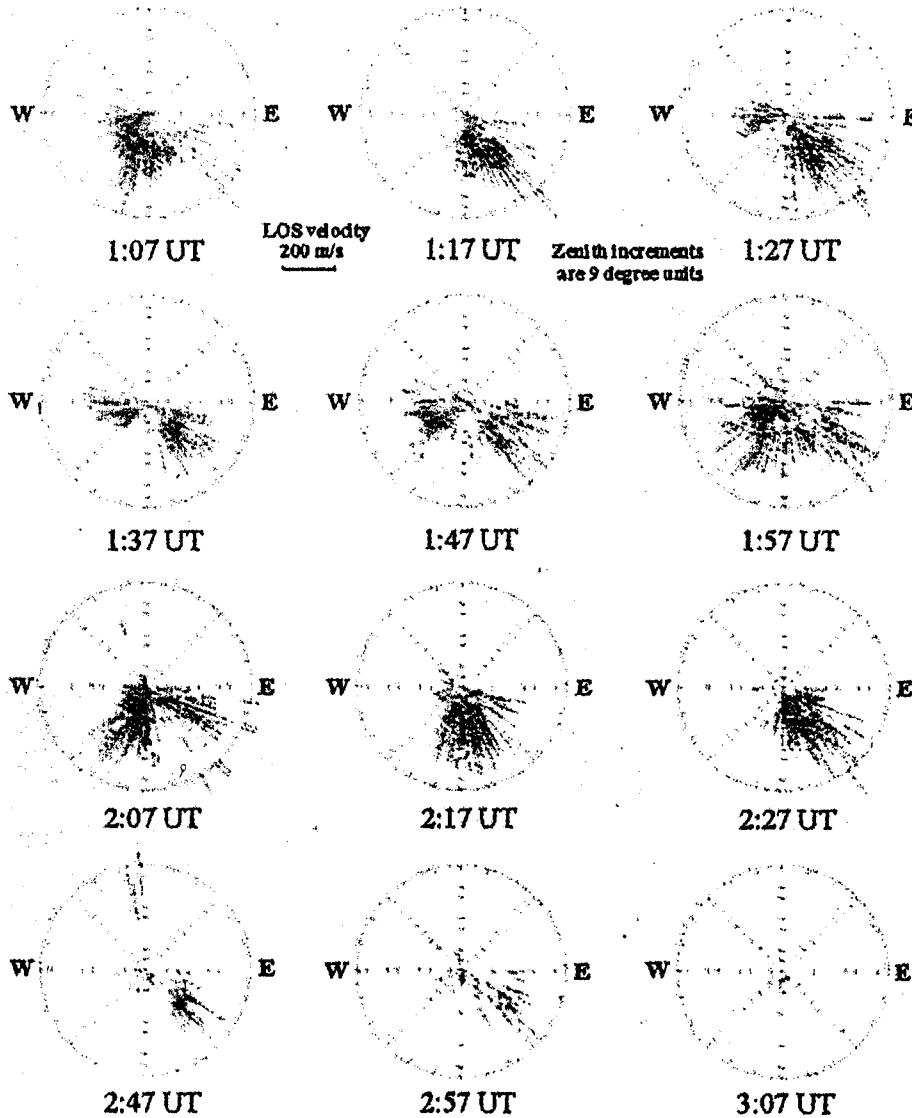 W E W E W E
1:07 UT 1:17 UT 1:27 UT
LOS velocity
200 m/s
Zenith increments
are 9 degree units
W E W E W E
1:37 UT 1:47 UT 1:57 UT
W E W E W E
2:07 UT 2:17 UT 2:27 UT
W E W E W E
2:47 UT 2:57 UT 3:07 UT